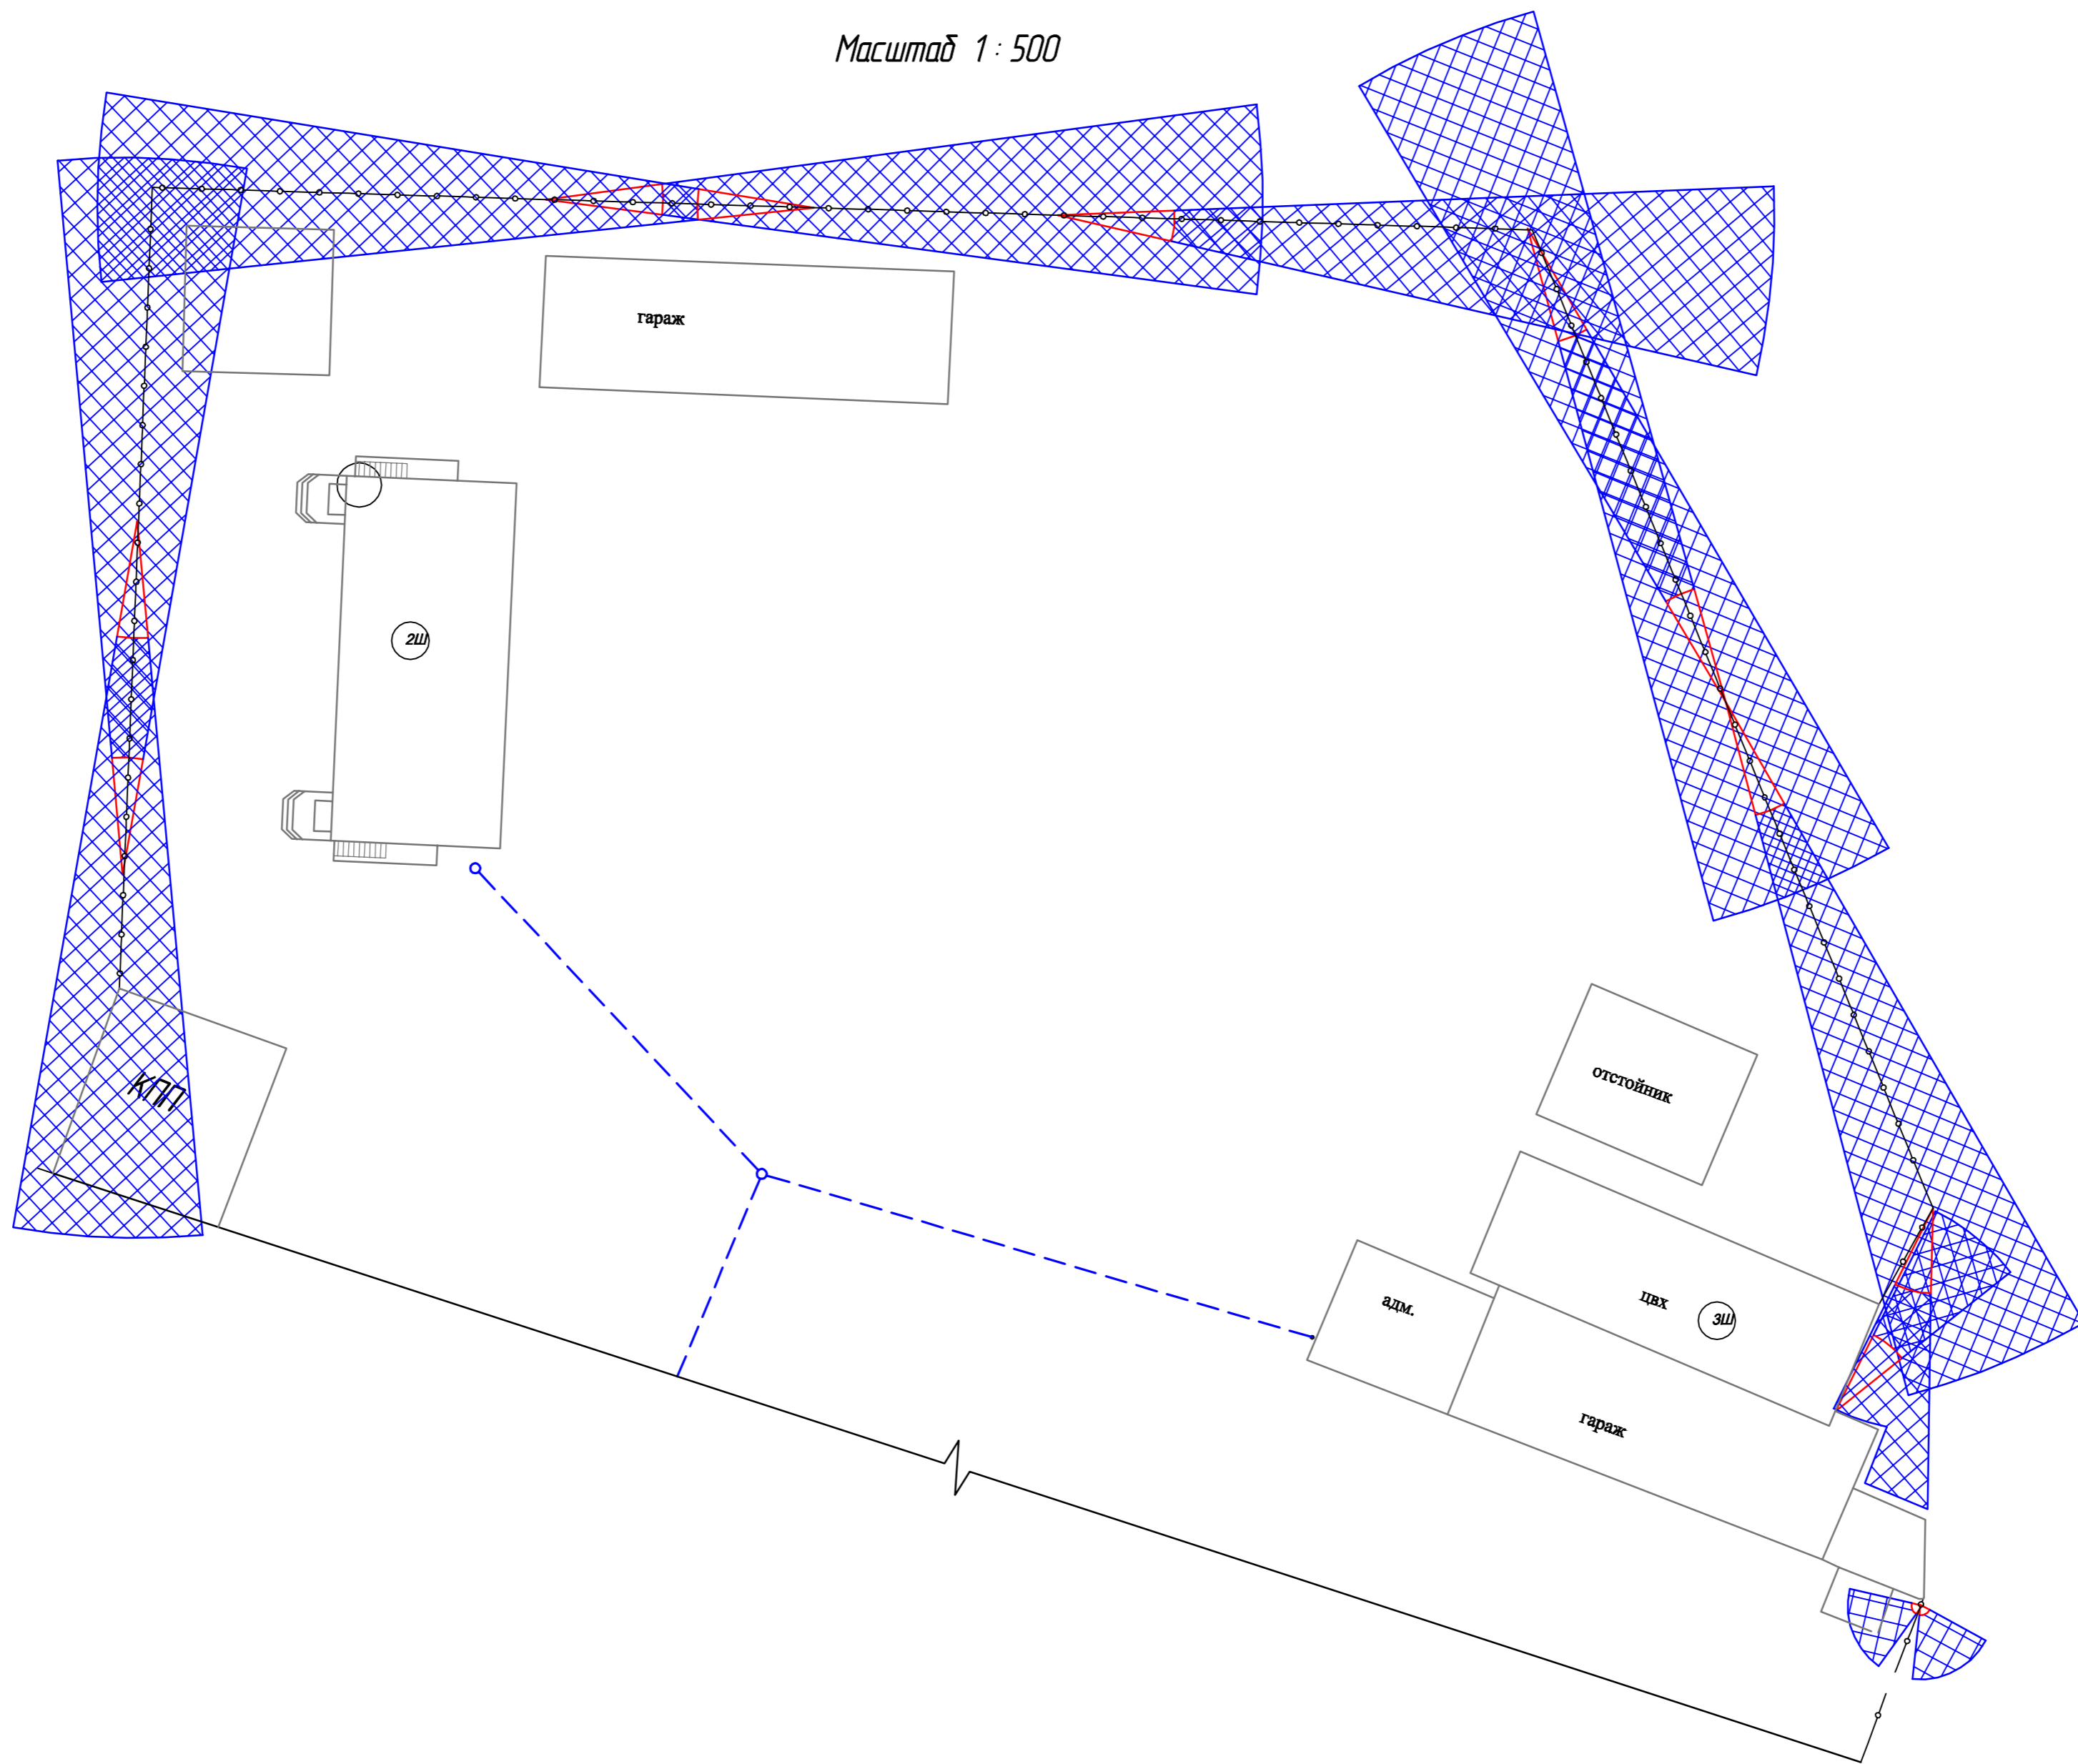 Масштаб 1 : 500
гараж
2Ш
КПП
отстойник
цвх
3Ш
адм.
гараж